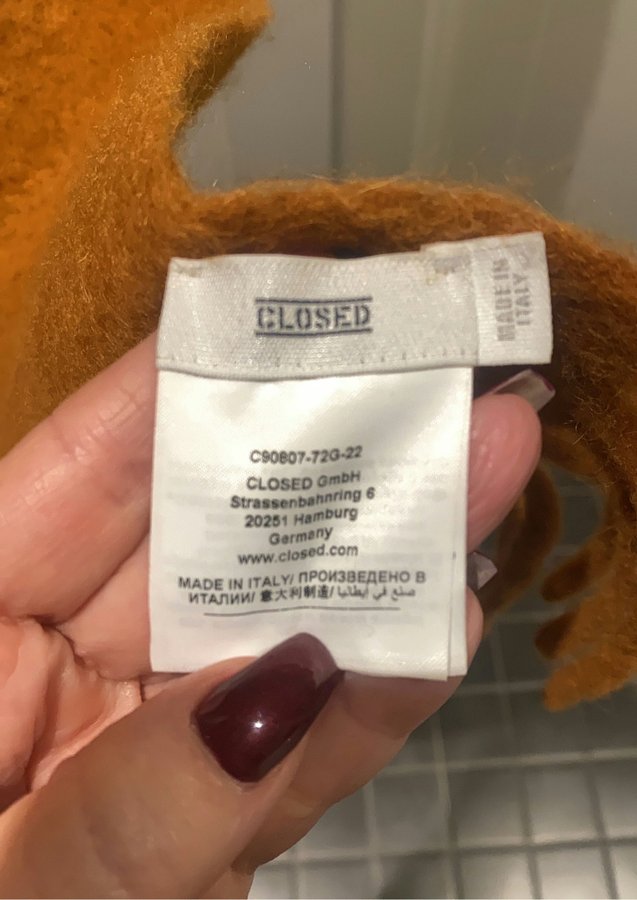 CLOSED
MADE IN
ITALY
C90807-72G-22
CLOSED GmbH
Strassenbahnring 6
20251 Hamburg
Germany
www.closed.com
MADE IN ITALY/ ПРОИЗВЕДЕНО В
ИТАЛИИ/ 意大利制造/ صنع في إيطانيا